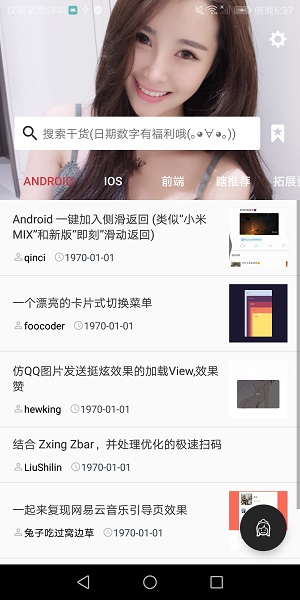 仅限紧急呼叫
傍晚5:37
搜索干货(日期数字有福利哦(｡◕∀◕｡))
ANDROID IOS 前端 瞎推荐 拓展资
Android 一键加入侧滑返回 (类似“小米
MIX”和新版“即刻”滑动返回)
qinci 1970-01-01
一个漂亮的卡片式切换菜单
foocoder 1970-01-01
仿QQ图片发送挺炫效果的加载View,效果
赞
hewking 1970-01-01
结合 Zxing Zbar，并处理优化的极速扫码
LiuShilin 1970-01-01
一起来复现网易云音乐引导页效果
兔子吃过窝边草 1970-01-01